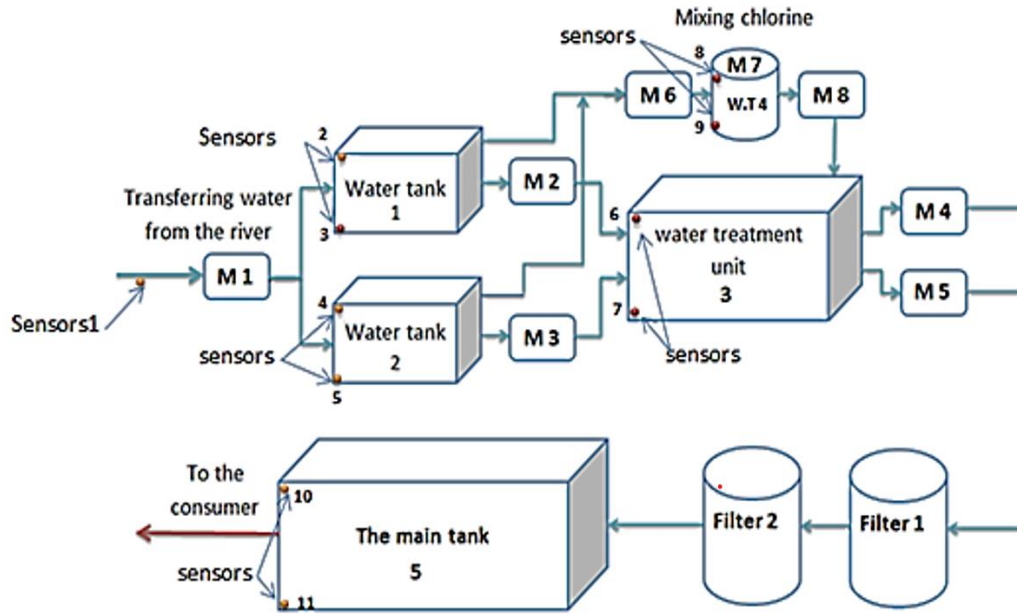 Mixing chlorine
sensors
8
M 7
M 6
W.T4
M 8
9
Sensors
2
Water tank
1
M 2
3
Transferring water
from the river
M 1
Sensors1
6
water treatment
unit
3
7
sensors
M 4
M 5
4
Water tank
2
M 3
sensors
5
To the
consumer
10
The main tank
5
sensors
11
Filter 2
Filter 1